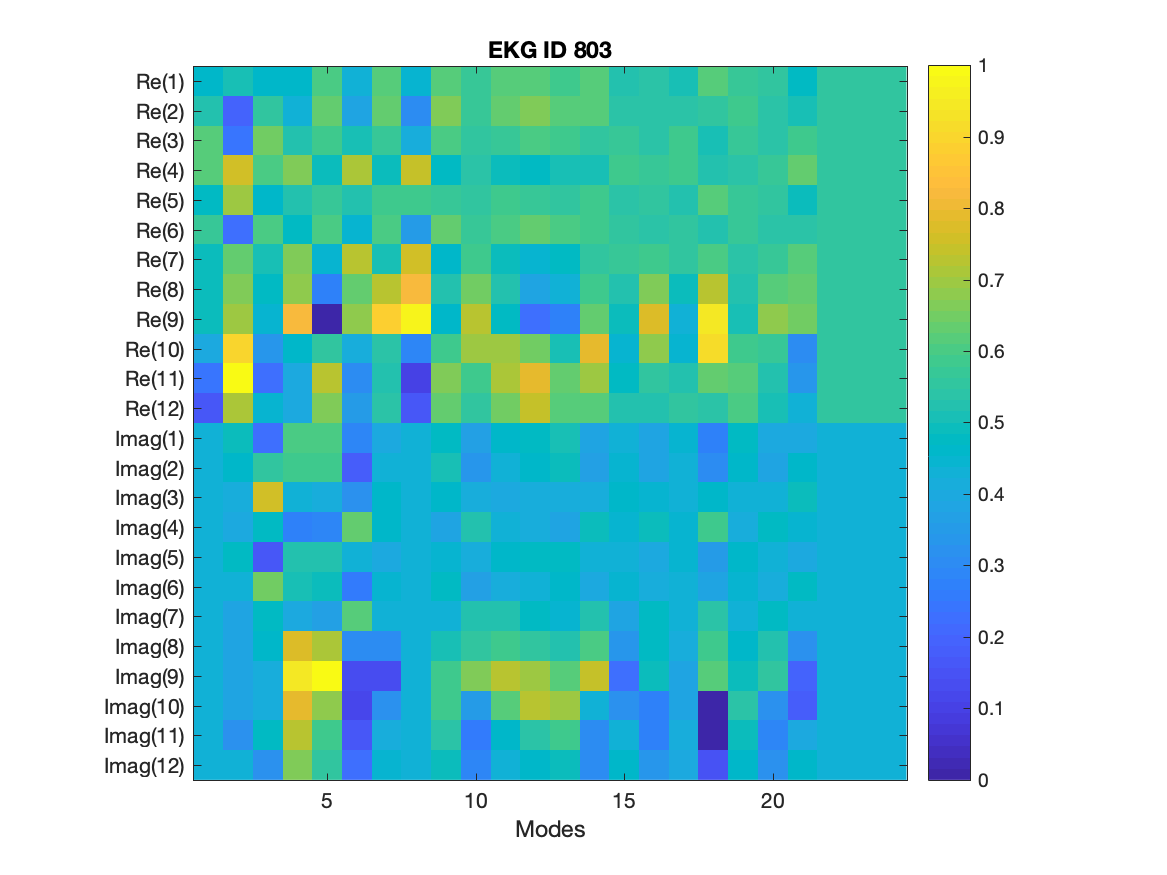 EKG ID 803
Re(1)
Re(2)
Re(3)
Re(4)
Re(5)
Re(6)
Re(7)
Re(8)
Re(9)
Re(10)
Re(11)
Re(12)
Imag(1)
Imag(2)
Imag(3)
Imag(4)
Imag(5)
Imag(6)
Imag(7)
Imag(8)
Imag(9)
Imag(10)
Imag(11)
Imag(12)
5 10 15 20
Modes
1
0.9
0.8
0.7
0.6
0.5
0.4
0.3
0.2
0.1
0